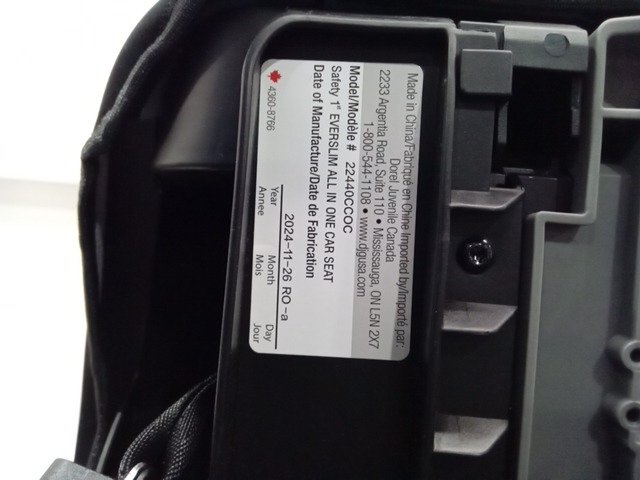 Made in China/Fabriqué en Chine Imported by/Importé par:
Dorel Juvenile Canada
2233 Argentia Road, Suite 110 • Mississauga, ON L5N 2X7
1-800-544-1108 • www.djgusa.com
Model/Modèle # 22440CCOC
Safety 1st EVERSLIM ALL IN ONE CAR SEAT
Date of Manufacture/Date de Fabrication
2024-11-26 RO-a
Year Month Day
Annee Mois Jour
4360-8766